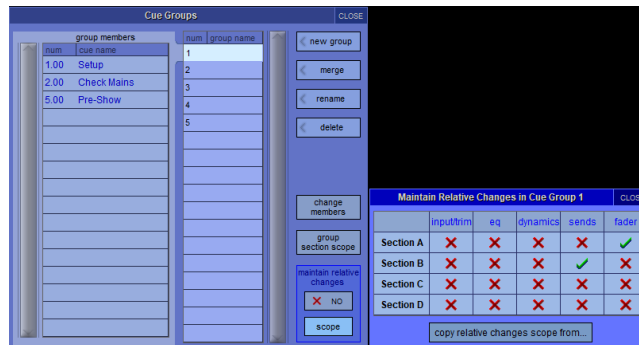 Cue Groups
CLOSE
group members
num cue name
1.00 Setup
2.00 Check Mains
5.00 Pre-Show
num group name
1
2
3
4
5
new group
merge
rename
delete
change
members
group
section scope
maintain relative
changes
NO
scope
Maintain Relative Changes in Cue Group 1
CLOS
input/trim eq dynamics sends fader
Section A
Section B
Section C
Section D
copy relative changes scope from...